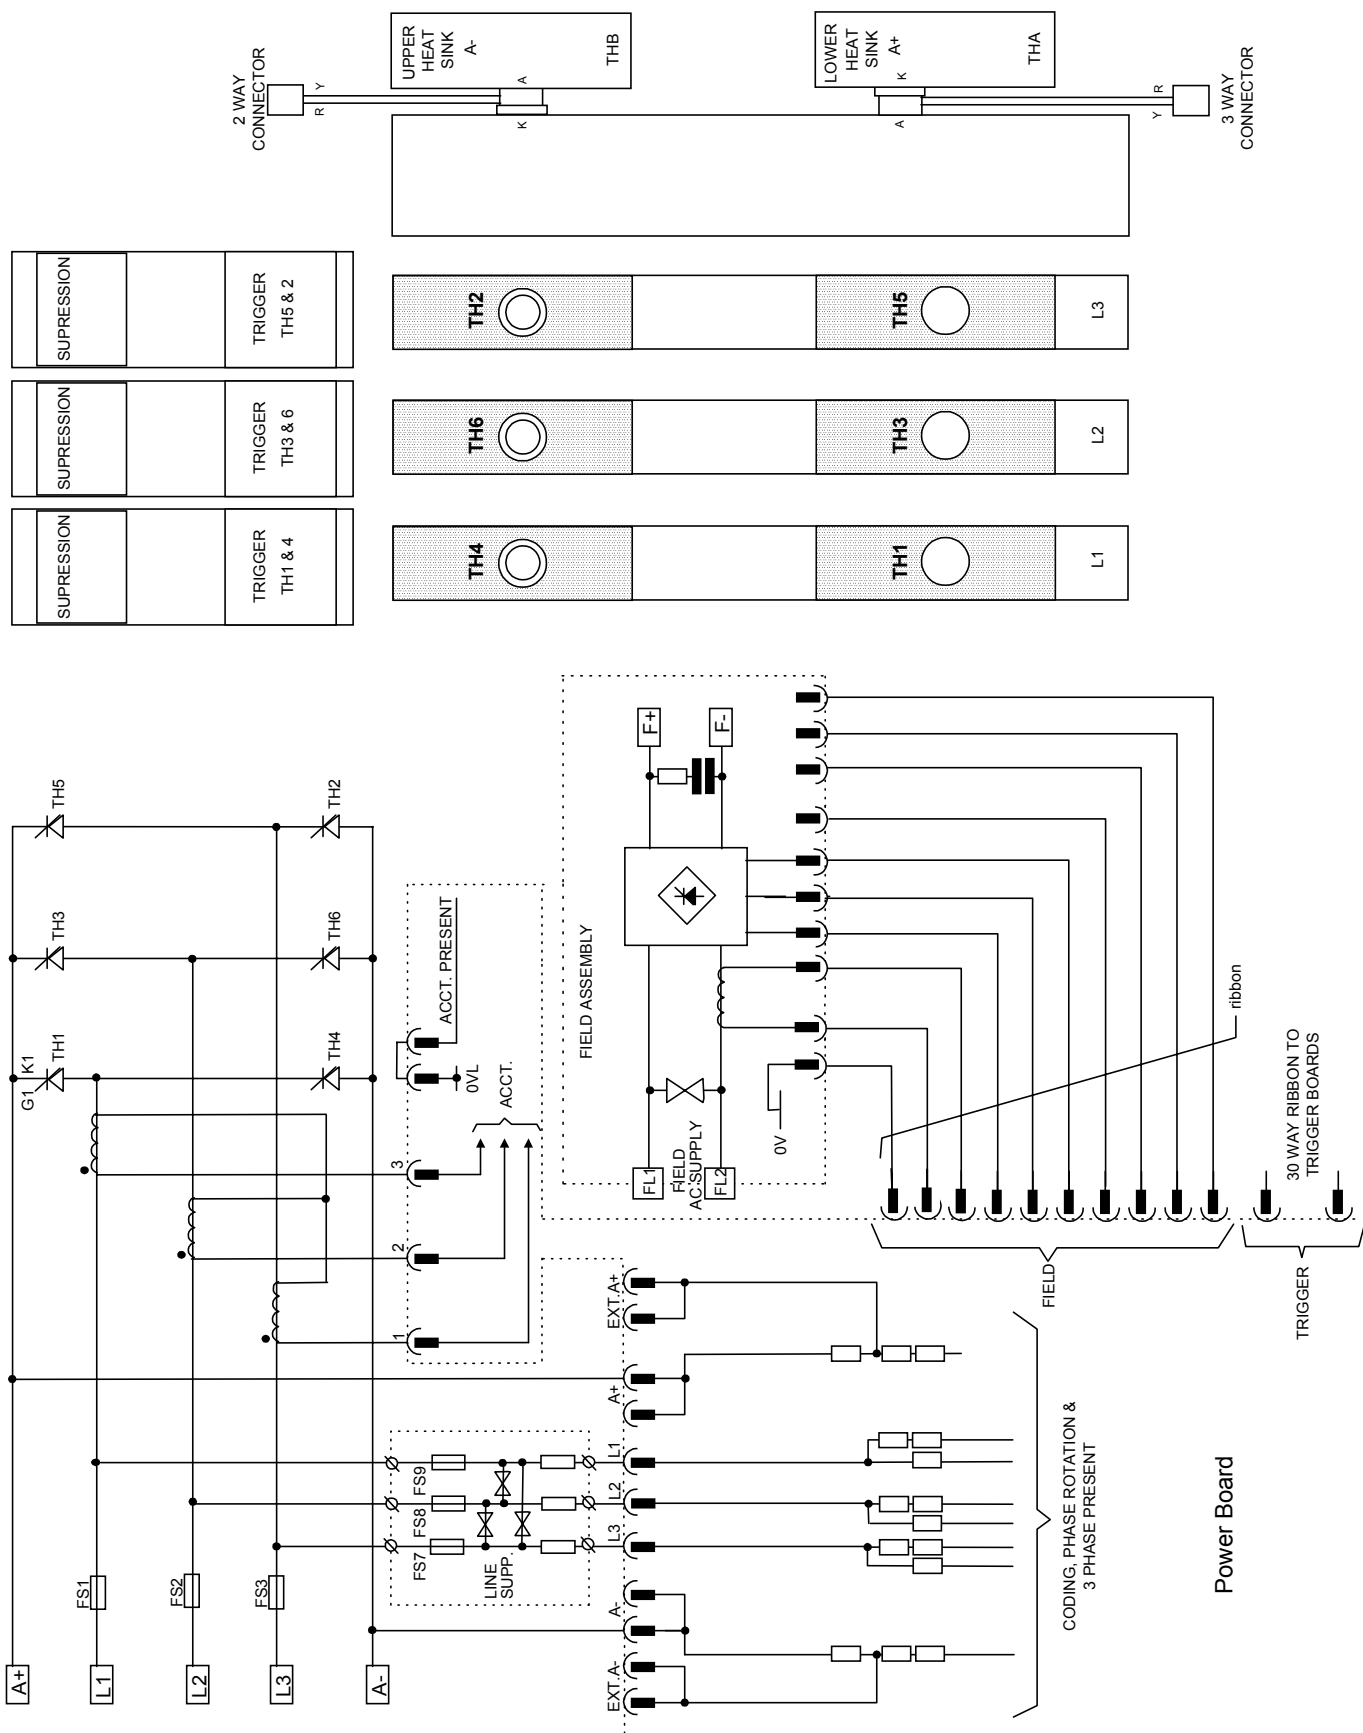 A+
L1
L2
L3
A-
FS1
FS2
FS3
G1
K1
TH1
TH3
TH5
TH4
TH6
TH2
FS7
FS8
FS9
LINE
SUPP.
1
2
3
0VL
ACCT.
ACCT. PRESENT
EXT. A-
A-
L3
L2
L1
A+
EXT. A+
FIELD ASSEMBLY
FL1
FIELD
AC SUPPLY
FL2
F+
F-
0V
ribbon
FIELD
TRIGGER
30 WAY RIBBON TO
TRIGGER BOARDS
CODING, PHASE ROTATION &
3 PHASE PRESENT
Power Board
SUPRESSION
TRIGGER
TH1 & 4
SUPRESSION
TRIGGER
TH3 & 6
SUPRESSION
TRIGGER
TH5 & 2
TH4
TH1
L1
TH6
TH3
L2
TH2
TH5
L3
2 WAY
CONNECTOR
R
Y
UPPER
HEAT
SINK
A-
THB
A
K
LOWER
HEAT
SINK
A+
THA
K
A
Y
R
3 WAY
CONNECTOR